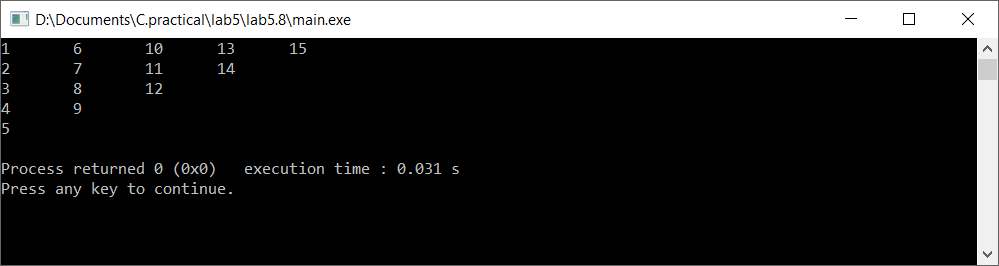 D:\Documents\C.practical\lab5\lab5.8\main.exe
1       6       10      13      15
2       7       11      14
3       8       12
4       9
5
Process returned 0 (0x0)   execution time : 0.031 s
Press any key to continue.